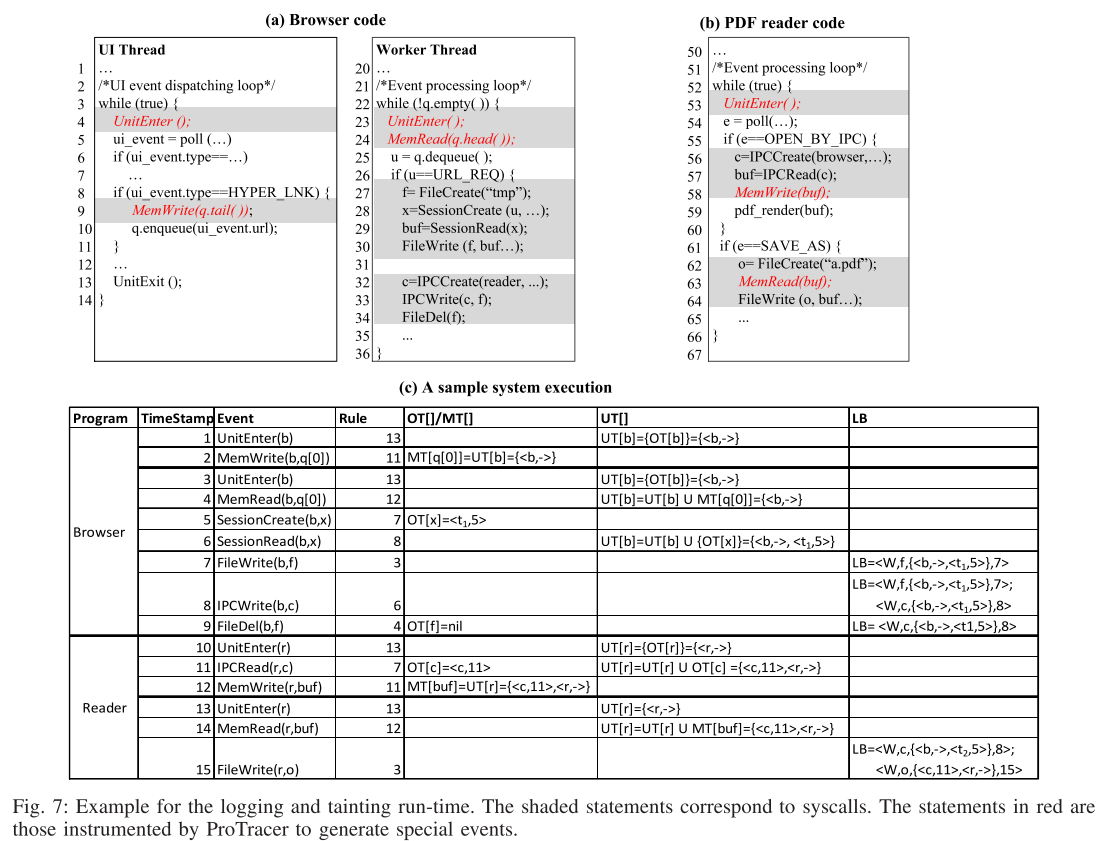 (a) Browser code
UI Thread
1 …
2 /*UI event dispatching loop*/
3 while (true) {
4 UnitEnter ();
5 ui_event = poll (…)
6 if (ui_event.type==…)
7 …
8 if (ui_event.type==HYPER_LNK) {
9 MemWrite(q.tail( ));
10 q.enqueue(ui_event.url);
11 }
12 …
13 UnitExit ();
14 }
Worker Thread
20 …
21 /*Event processing loop*/
22 while (!q.empty( )) {
23 UnitEnter( );
24 MemRead(q.head( ));
25 u = q.dequeue( );
26 if (u==URL_REQ) {
27 f= FileCreate(“tmp”);
28 x=SessionCreate (u, …);
29 buf=SessionRead(x);
30 FileWrite (f, buf…);
31
32 c=IPCCreate(reader, ...);
33 IPCWrite(c, f);
34 FileDel(f);
35 ...
36 }
(b) PDF reader code
50 …
51 /*Event processing loop*/
52 while (true) {
53 UnitEnter( );
54 e = poll(…);
55 if (e==OPEN_BY_IPC) {
56 c=IPCCreate(browser,…);
57 buf=IPCRead(c);
58 MemWrite(buf);
59 pdf_render(buf);
60 }
61 if (e==SAVE_AS) {
62 o= FileCreate(“a.pdf”);
63 MemRead(buf);
64 FileWrite (o, buf…);
65 ...
66 }
67
(c) A sample system execution
Program TimeStamp Event Rule OT[]/MT[] UT[] LB
Browser
1 UnitEnter(b) 13 UT[b]={OT[b]}={<b,->}
2 MemWrite(b,q[0]) 11 MT[q[0]]=UT[b]={<b,->}
3 UnitEnter(b) 13 UT[b]={OT[b]}={<b,->}
4 MemRead(b,q[0]) 12 UT[b]=UT[b] U MT[q[0]]={<b,->}
5 SessionCreate(b,x) 7 OT[x]=<t1,5>
6 SessionRead(b,x) 8 UT[b]=UT[b] U {OT[x]}={<b,->, <t1,5>}
7 FileWrite(b,f) 3 LB=<W,f,{<b,->,<t1,5>},7>
LB=<W,f,{<b,->,<t1,5>},7>;
8 IPCWrite(b,c) 6 <W,c,{<b,->,<t1,5>},8>
9 FileDel(b,f) 4 OT[f]=nil LB= <W,c,{<b,->,<t1,5>},8>
Reader
10 UnitEnter(r) 13 UT[r]={OT[r]}={<r,->}
11 IPCRead(r,c) 7 OT[c]=<c,11> UT[r]=UT[r] U OT[c] ={<c,11>,<r,->}
12 MemWrite(r,buf) 11 MT[buf]=UT[r]={<c,11>,<r,->}
13 UnitEnter(r) 13 UT[r]={<r,->}
14 MemRead(r,buf) 12 UT[r]=UT[r] U MT[buf]={<c,11>,<r,->}
LB=<W,c,{<b,->,<t2,5>},8>;
15 FileWrite(r,o) 3 <W,o,{<c,11>,<r,->},15>
Fig. 7: Example for the logging and tainting run-time. The shaded statements correspond to syscalls. The statements in red are
those instrumented by ProTracer to generate special events.